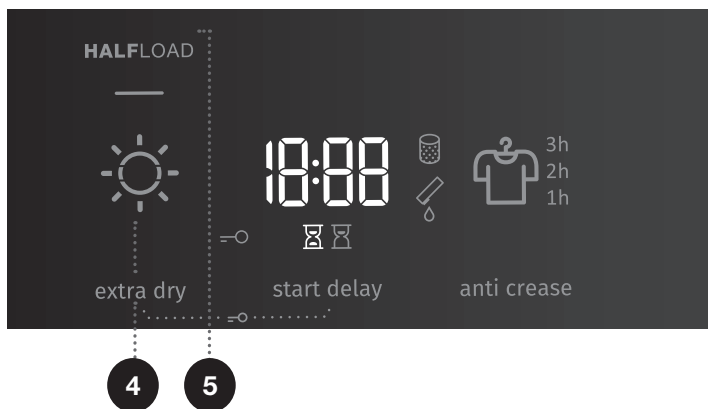 HALFLOAD
18:88
3h
2h
1h
extra dry
start delay
anti crease
4
5